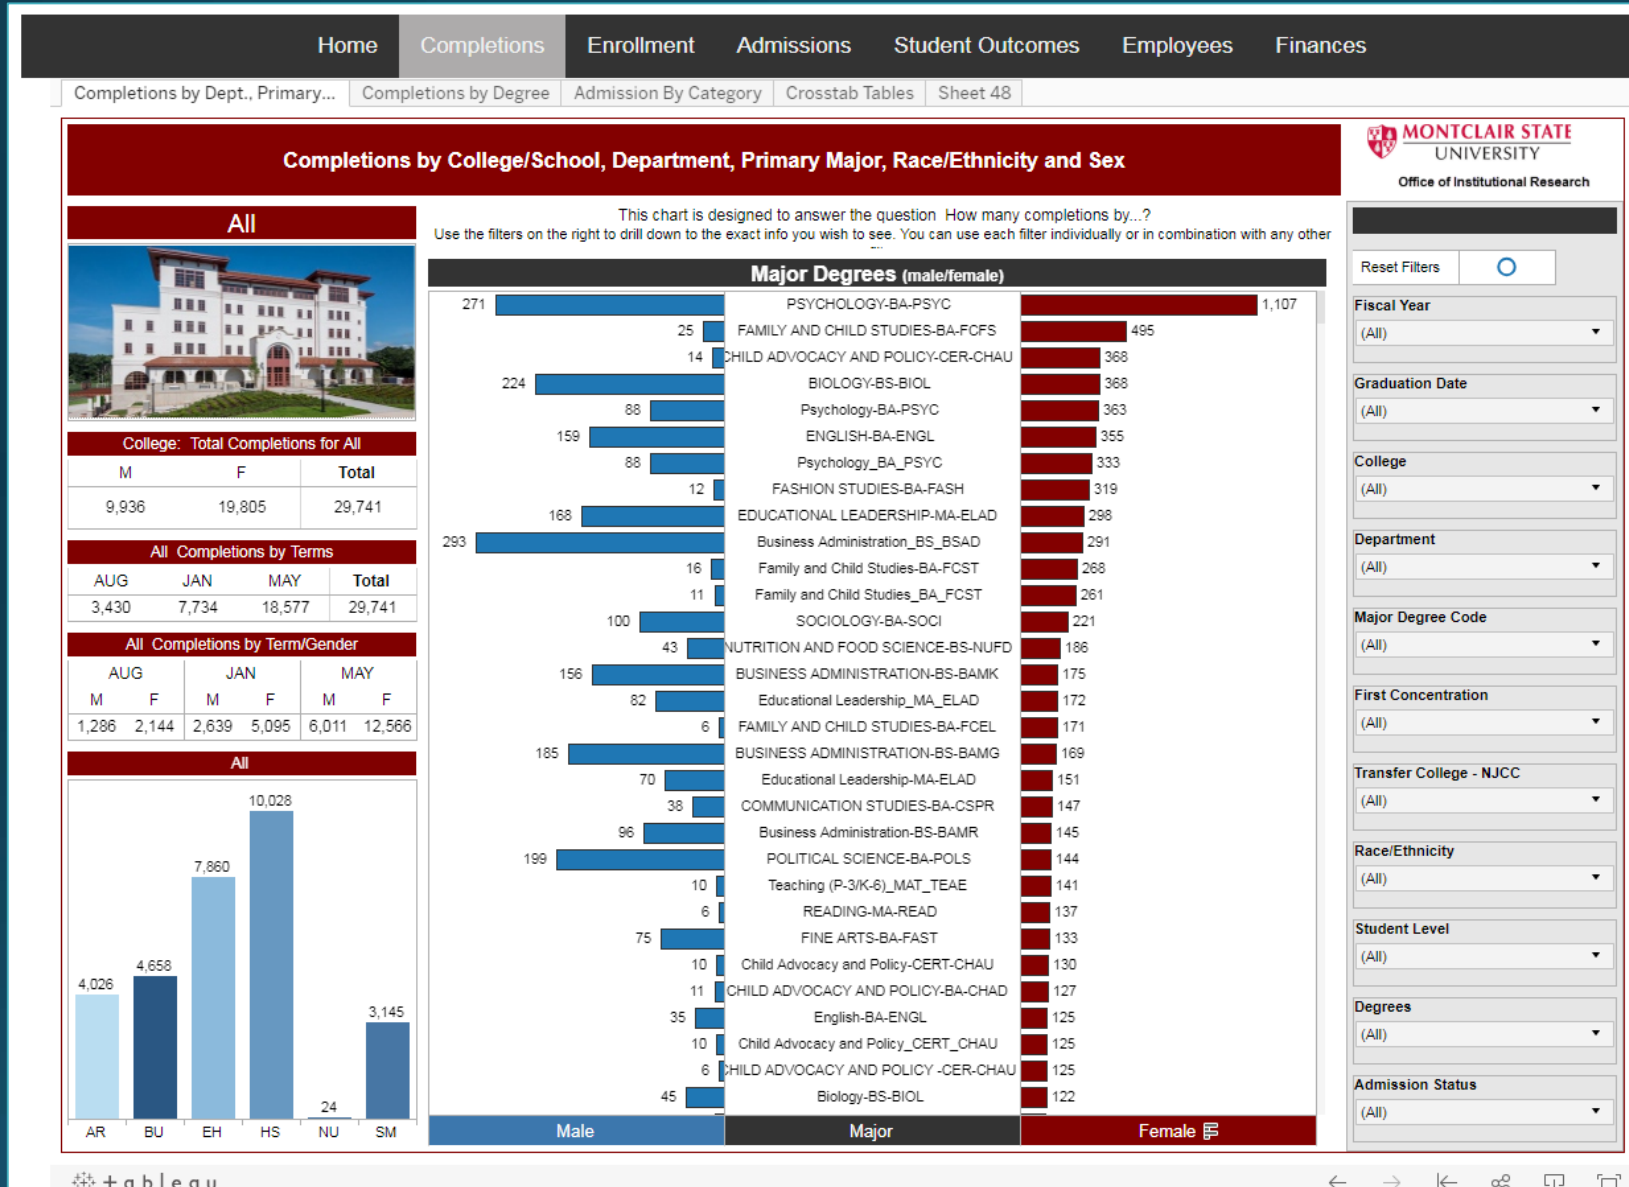 Home Completions Enrollment Admissions Student Outcomes Employees Finances
Completions by Dept., Primary... Completions by Degree Admission By Category Crosstab Tables Sheet 48
Completions by College/School, Department, Primary Major, Race/Ethnicity and Sex
MONTCLAIR STATE
UNIVERSITY
Office of Institutional Research
All
College: Total Completions for All
M F Total
9,936 19,805 29,741
All Completions by Terms
AUG JAN MAY Total
3,430 7,734 18,577 29,741
All Completions by Term/Gender
AUG JAN MAY
M F M F M F
1,286 2,144 2,639 5,095 6,011 12,566
All
10,028
7,860
4,658
4,026
3,145
24
AR BU EH HS NU SM
This chart is designed to answer the question How many completions by...?
Use the filters on the right to drill down to the exact info you wish to see. You can use each filter individually or in combination with any other
Major Degrees (male/female)
271 PSYCHOLOGY-BA-PSYC 1,107
25 FAMILY AND CHILD STUDIES-BA-FCFS 495
14 CHILD ADVOCACY AND POLICY-CER-CHAU 368
224 BIOLOGY-BS-BIOL 368
88 Psychology-BA-PSYC 363
159 ENGLISH-BA-ENGL 355
88 Psychology_BA_PSYC 333
12 FASHION STUDIES-BA-FASH 319
168 EDUCATIONAL LEADERSHIP-MA-ELAD 298
293 Business Administration_BS_BSAD 291
16 Family and Child Studies-BA-FCST 268
11 Family and Child Studies_BA_FCST 261
100 SOCIOLOGY-BA-SOCI 221
43 NUTRITION AND FOOD SCIENCE-BS-NUFD 186
156 BUSINESS ADMINISTRATION-BS-BAMK 175
82 Educational Leadership_MA_ELAD 172
6 FAMILY AND CHILD STUDIES-BA-FCEL 171
185 BUSINESS ADMINISTRATION-BS-BAMG 169
70 Educational Leadership-MA-ELAD 151
38 COMMUNICATION STUDIES-BA-CSPR 147
96 Business Administration-BS-BAMR 145
199 POLITICAL SCIENCE-BA-POLS 144
10 Teaching (P-3/K-6)_MAT_TEAE 141
6 READING-MA-READ 137
75 FINE ARTS-BA-FAST 133
10 Child Advocacy and Policy-CERT-CHAU 130
11 CHILD ADVOCACY AND POLICY-BA-CHAD 127
35 English-BA-ENGL 125
10 Child Advocacy and Policy_CERT_CHAU 125
6 CHILD ADVOCACY AND POLICY -CER-CHAU 125
45 Biology-BS-BIOL 122
Male Major Female
Reset Filters
Fiscal Year
(All)
Graduation Date
(All)
College
(All)
Department
(All)
Major Degree Code
(All)
First Concentration
(All)
Transfer College - NJCC
(All)
Race/Ethnicity
(All)
Student Level
(All)
Degrees
(All)
Admission Status
(All)
+ableau